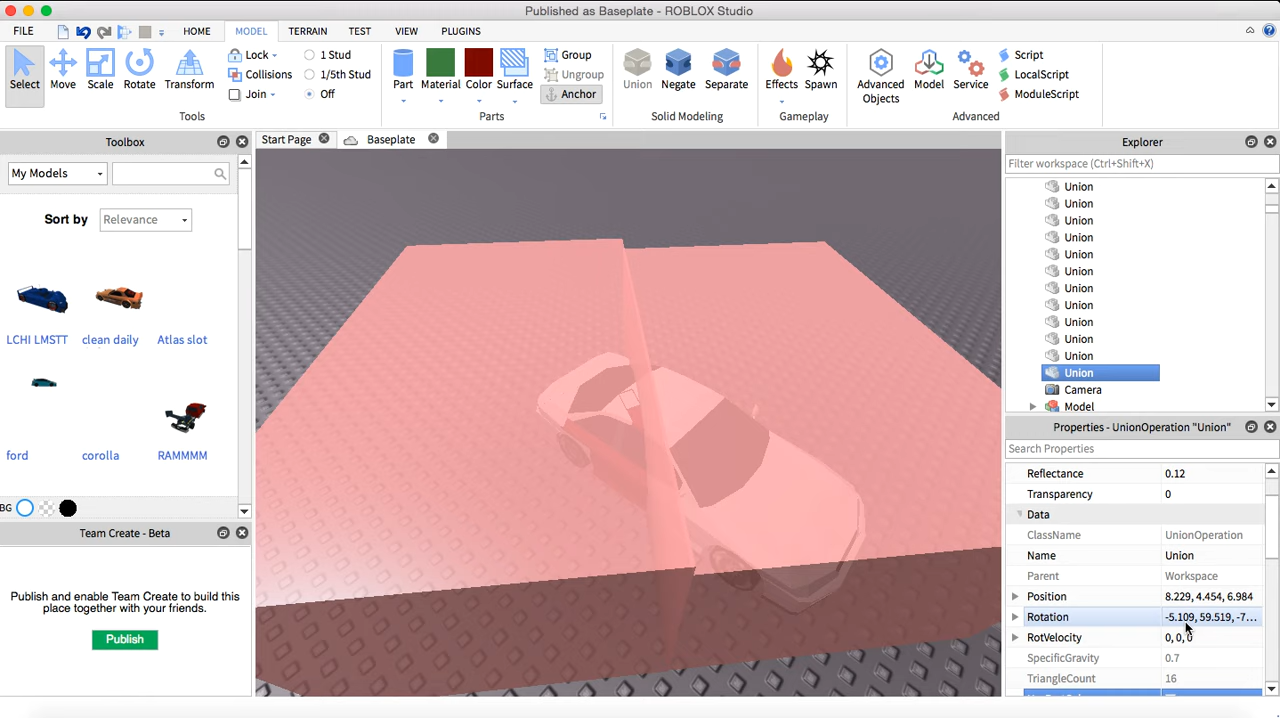 Published as Baseplate - ROBLOX Studio
FILE HOME MODEL TERRAIN TEST VIEW PLUGINS
Select Move Scale Rotate Transform
Lock
Collisions
Join
1 Stud
1/5th Stud
Off
Tools
Part Material Color Surface
Group
Ungroup
Anchor
Parts
Union Negate Separate
Solid Modeling
Effects Spawn
Gameplay
Advanced Objects
Model Service
Script
LocalScript
ModuleScript
Advanced
Toolbox
My Models
Sort by Relevance
LCHI LMSTT clean daily Atlas slot
ford corolla RAMMMM
BG
Team Create - Beta
Publish and enable Team Create to build this
place together with your friends.
Publish
Start Page Baseplate
Explorer
Filter workspace (Ctrl+Shift+X)
Union
Union
Union
Union
Union
Union
Union
Union
Union
Union
Union
Union
Camera
Model
Properties - UnionOperation "Union"
Search Properties
Reflectance 0.12
Transparency 0
Data
ClassName UnionOperation
Name Union
Parent Workspace
Position 8.229, 4.454, 6.984
Rotation -5.109, 59.519, -7...
RotVelocity 0, 0, 0
SpecificGravity 0.7
TriangleCount 16